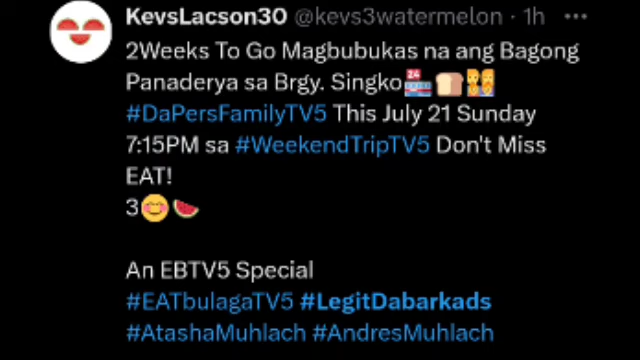 KevsLacson30 @kevs3watermelon · 1h ···
2Weeks To Go Magbubukas na ang Bagong
Panaderya sa Brgy. Singko🏪🍞👫
#DaPersFamilyTV5 This July 21 Sunday
7:15PM sa #WeekendTripTV5 Don't Miss
EAT!
3😊🍉
An EBTV5 Special
#EATbulagaTV5 #LegitDabarkads
#AtashaMuhlach #AndresMuhlach